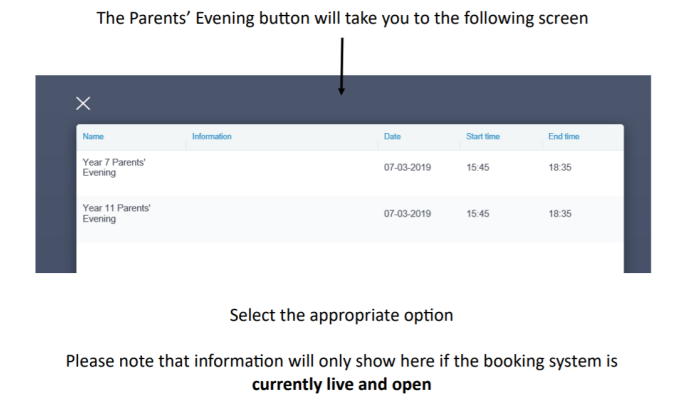 The Parents’ Evening button will take you to the following screen
Name Information Date Start time End time
Year 7 Parents'
Evening
07-03-2019 15:45 18:35
Year 11 Parents'
Evening
07-03-2019 15:45 18:35
Select the appropriate option
Please note that information will only show here if the booking system is
currently live and open